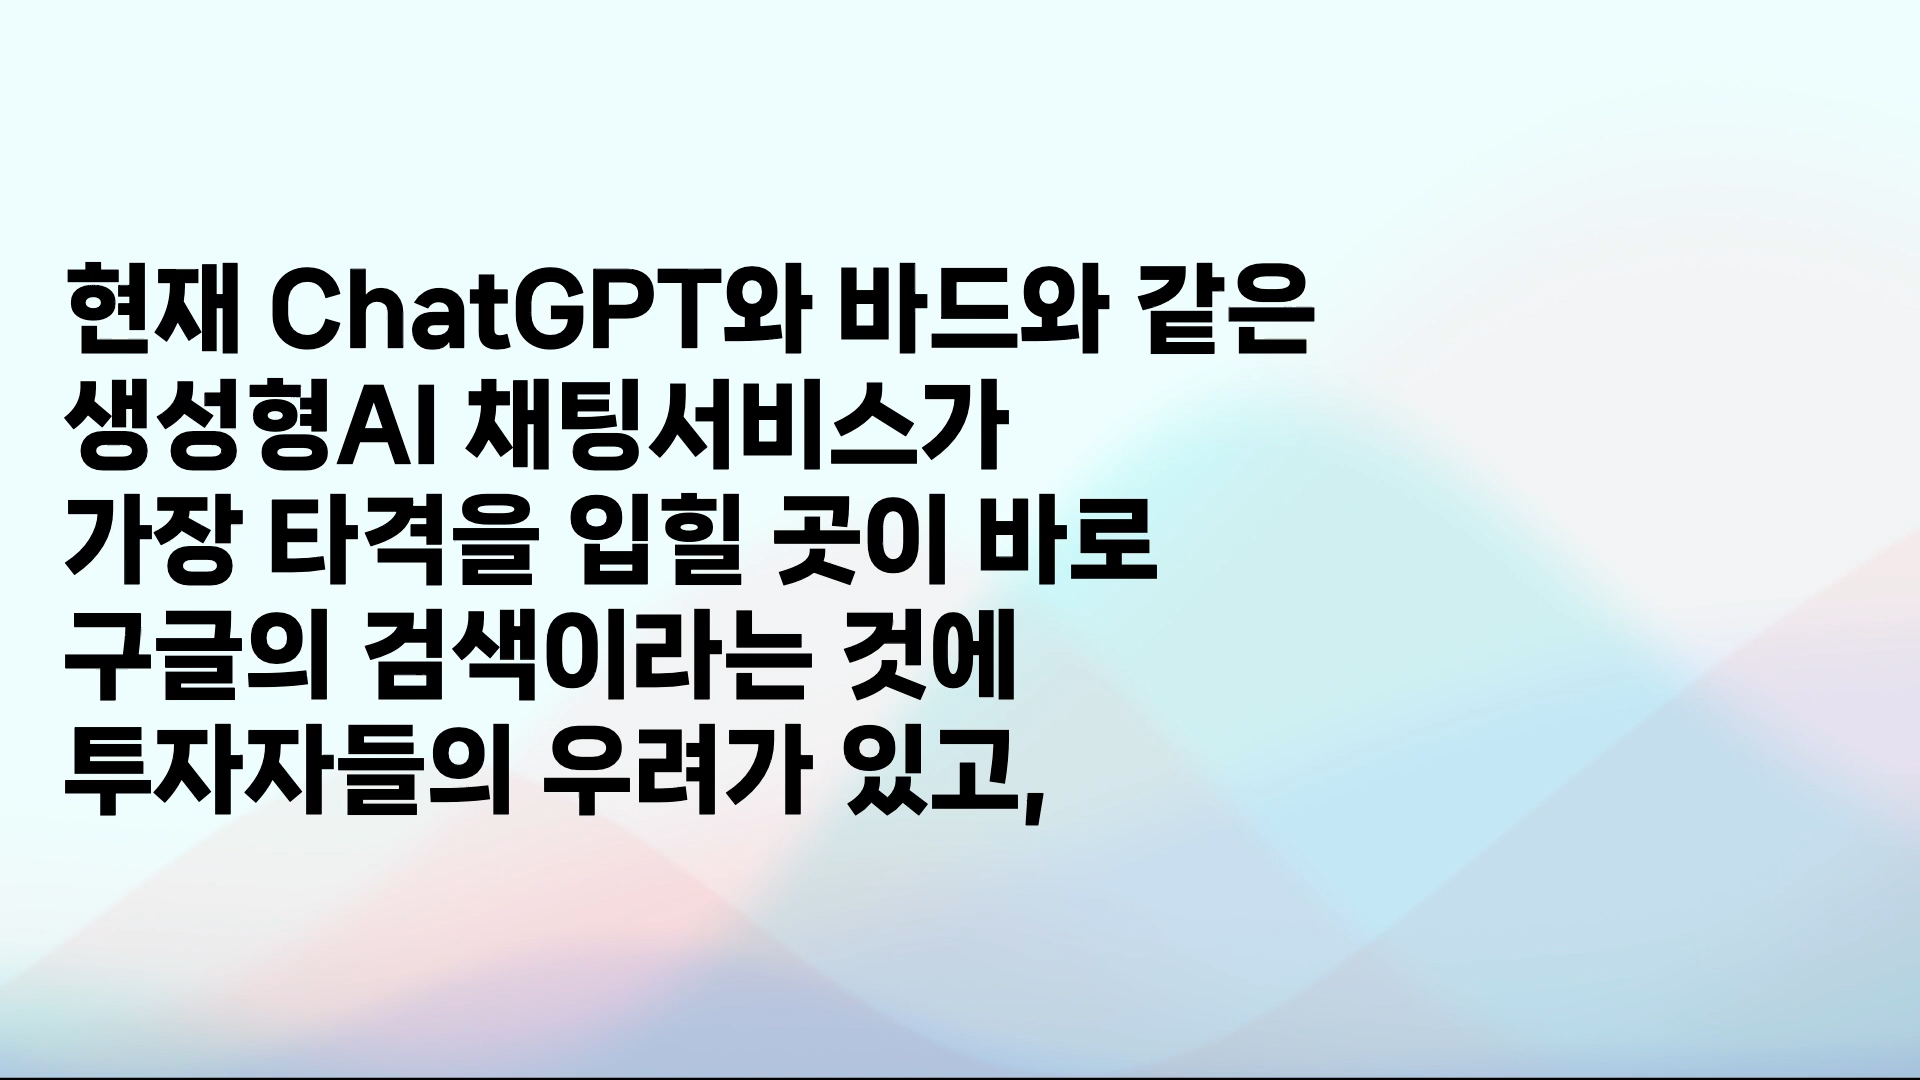 현재 ChatGPT와 바드와 같은
생성형AI 채팅서비스가
가장 타격을 입힐 곳이 바로
구글의 검색이라는 것에
투자자들의 우려가 있고,